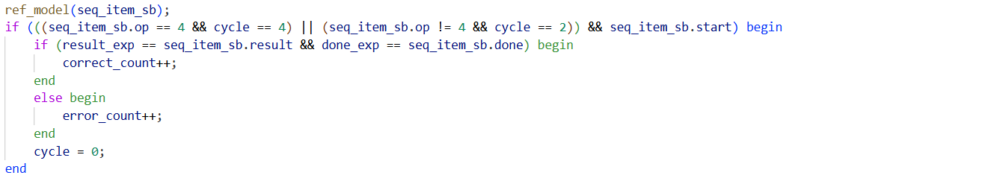 ref_model(seq_item_sb);
if (((seq_item_sb.op == 4 && cycle == 4) || (seq_item_sb.op != 4 && cycle == 2)) && seq_item_sb.start) begin
    if (result_exp == seq_item_sb.result && done_exp == seq_item_sb.done) begin
        correct_count++;
    end
    else begin
        error_count++;
    end
    cycle = 0;
end